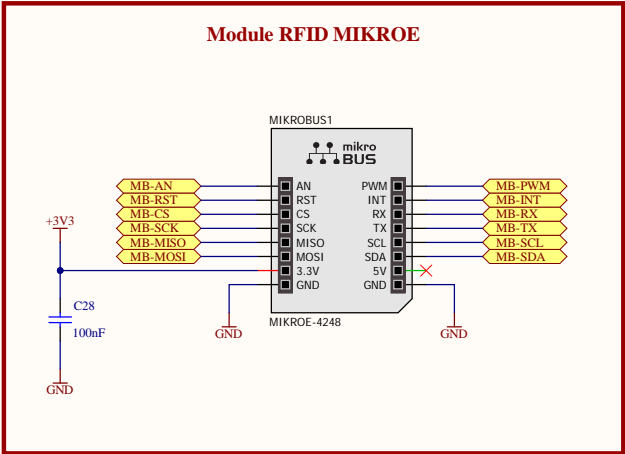 Module RFID MIKROE
MIKROBUS1
mikro
BUS
MB-AN AN PWM MB-PWM
MB-RST RST INT MB-INT
MB-CS CS RX MB-RX
MB-SCK SCK TX MB-TX
MB-MISO MISO SCL MB-SCL
MB-MOSI MOSI SDA MB-SDA
+3V3
3.3V 5V
GND GND
C28
100nF
MIKROE-4248
GND GND
GND